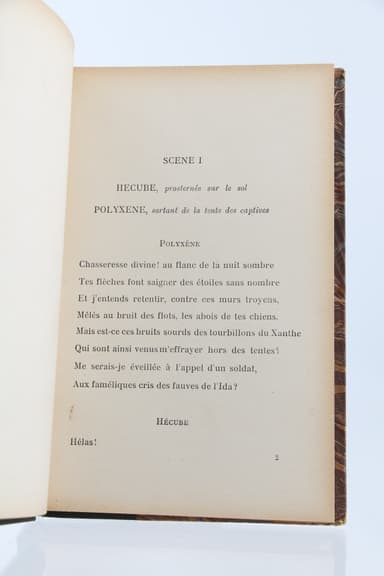 SCENE I
HECUBE, prosternée sur le sol
POLYXENE, sortant de la tente des captives
POLYXÈNE
Chasseresse divine! au flanc de la nuit sombre
Tes flèches font saigner des étoiles sans nombre
Et j'entends retentir, contre ces murs troyens,
Mêlés au bruit des flots, les abois de tes chiens.
Mais est-ce ces bruits sourds des tourbillons du Xanthe
Qui sont ainsi venus m'effrayer hors des tentes!
Me serais-je éveillée à l'appel d'un soldat,
Aux faméliques cris des fauves de l'Ida?
HÉCUBE
Hélas!
2